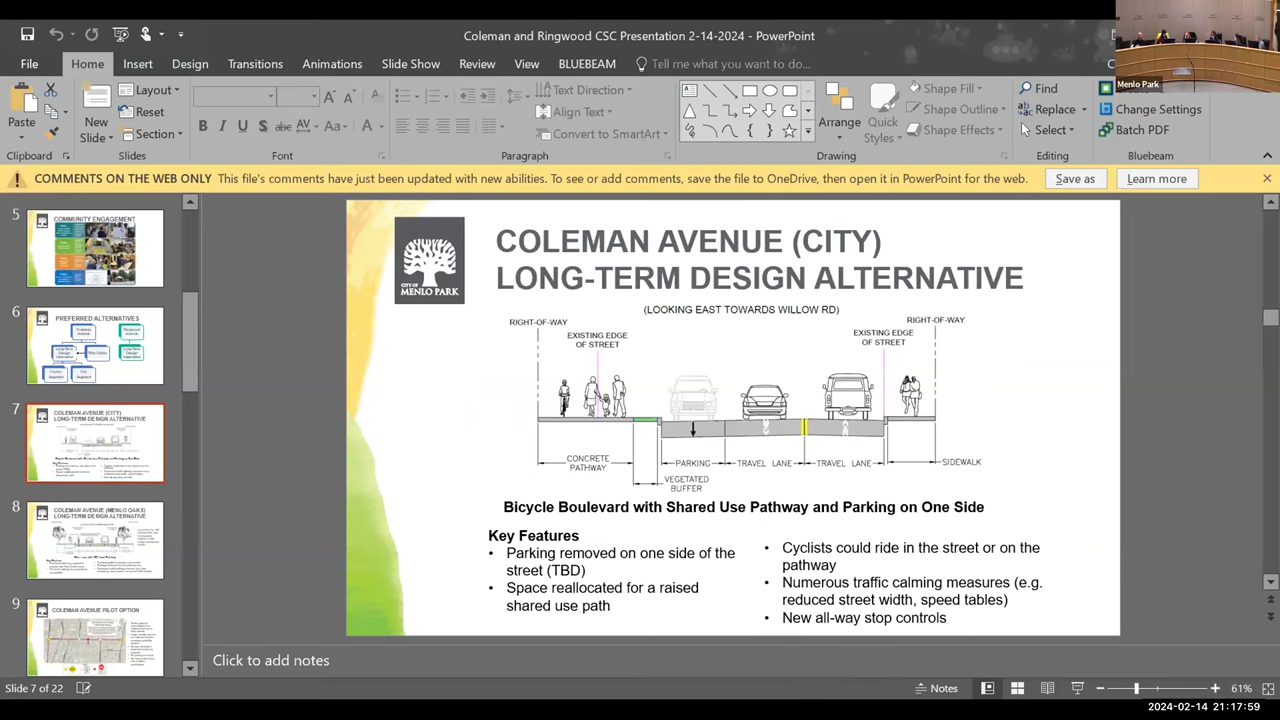 Coleman and Ringwood CSC Presentation 2-14-2024 - PowerPoint
File Home Insert Design Transitions Animations Slide Show Review View BLUEBEAM Tell me what you want to do...
Menlo Park
Paste
New
Slide
Layout
Reset
Section
B I U S abc AV Aa A
Text Direction
Align Text
Convert to SmartArt
Arrange
Quick
Styles
Shape Fill
Shape Outline
Shape Effects
Find
Replace
Select
Change Settings
Batch PDF
Clipboard Slides Font Paragraph Drawing Editing Bluebeam
COMMENTS ON THE WEB ONLY This file's comments have just been updated with new abilities. To see or add comments, save the file to OneDrive, then open it in PowerPoint for the web. Save as Learn more
5
COMMUNITY ENGAGEMENT
6
PREFERRED ALTERNATIVES
7
COLEMAN AVENUE (CITY)
LONG-TERM DESIGN ALTERNATIVE
8
COLEMAN AVENUE (MENLO OAKS)
LONG-TERM DESIGN ALTERNATIVE
9
COLEMAN AVENUE PILOT OPTION
CITY OF
MENLO PARK
COLEMAN AVENUE (CITY)
LONG-TERM DESIGN ALTERNATIVE
(LOOKING EAST TOWARDS WILLOW RD)
RIGHT-OF-WAY
EXISTING EDGE
OF STREET
RIGHT-OF-WAY
EXISTING EDGE
OF STREET
CONCRETE
PATHWAY
VEGETATED
BUFFER
PARKING
TRAVEL LANE
TRAVEL LANE
SIDEWALK
Bicycle Boulevard with Shared Use Pathway and Parking on One Side
Key Features
• Parking removed on one side of the
street (TBD)
• Space reallocated for a raised
shared use path
• Cyclists could ride in the street or on the
pathway
• Numerous traffic calming measures (e.g.
reduced street width, speed tables)
• New all-way stop controls
Click to add notes
Slide 7 of 22
Notes
61%
2024-02-14 21:17:59